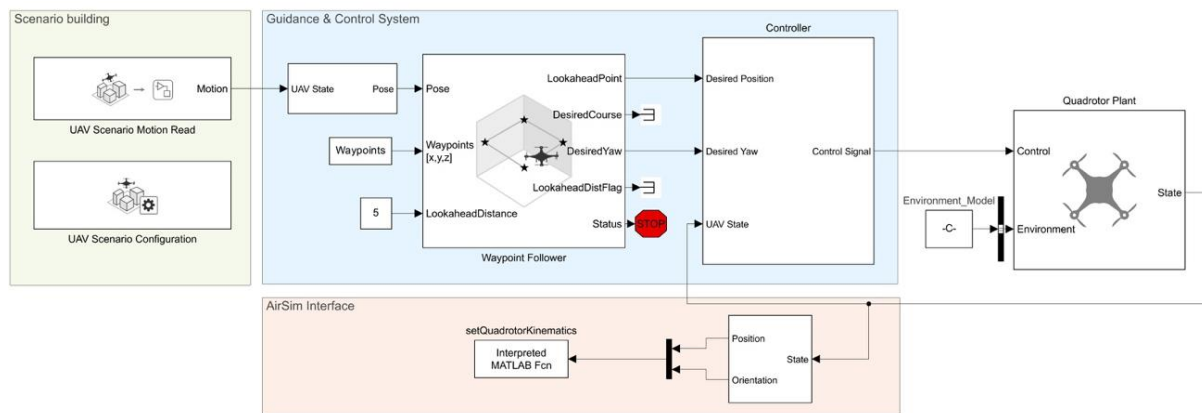 Scenario building
Motion
UAV Scenario Motion Read
UAV Scenario Configuration
Guidance & Control System
UAV State
Pose
Waypoints
5
Pose
Waypoints
[x,y,z]
LookaheadDistance
LookaheadPoint
DesiredCourse
DesiredYaw
LookaheadDistFlag
Status
Waypoint Follower
STOP
Controller
Desired Position
Desired Yaw
UAV State
Control Signal
Environment_Model
-C-
Quadrotor Plant
Control
Environment
State
AirSim Interface
setQuadrotorKinematics
Interpreted
MATLAB Fcn
Position
Orientation
State